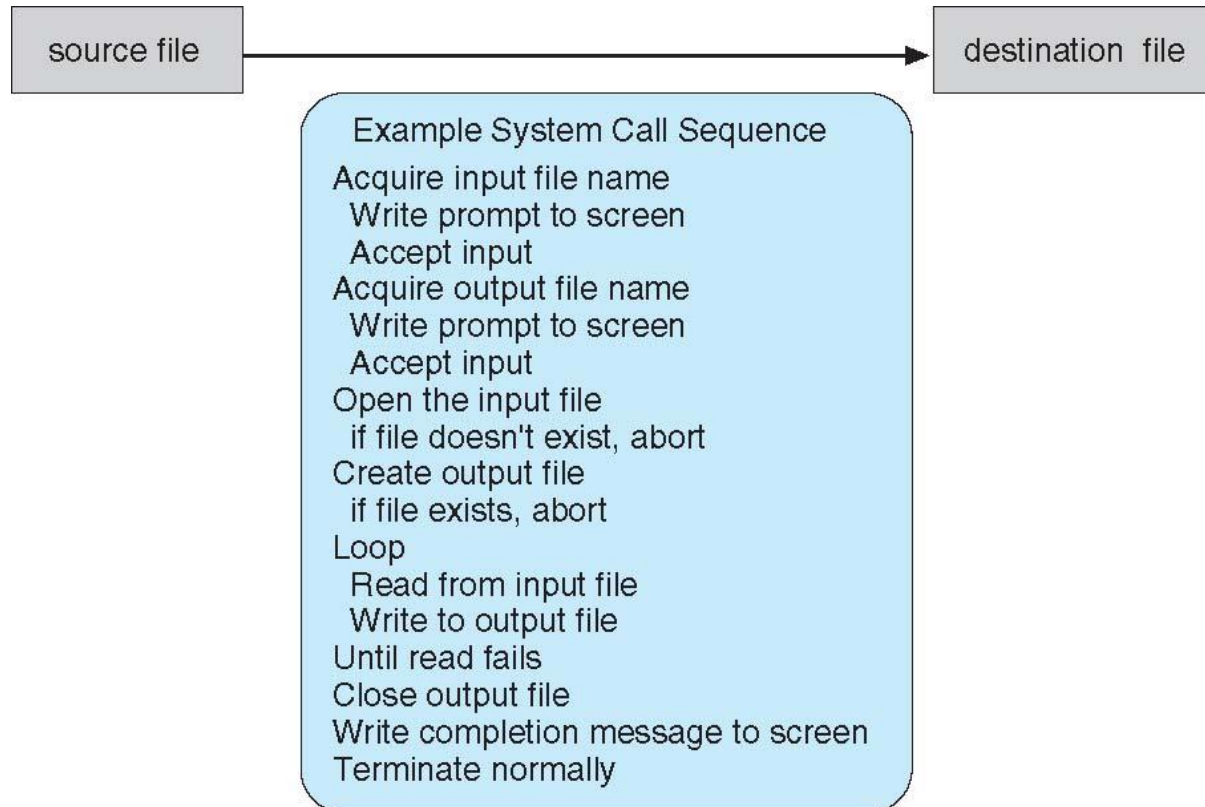 source file
destination file
Example System Call Sequence
Acquire input file name
Write prompt to screen
Accept input
Acquire output file name
Write prompt to screen
Accept input
Open the input file
if file doesn't exist, abort
Create output file
if file exists, abort
Loop
Read from input file
Write to output file
Until read fails
Close output file
Write completion message to screen
Terminate normally